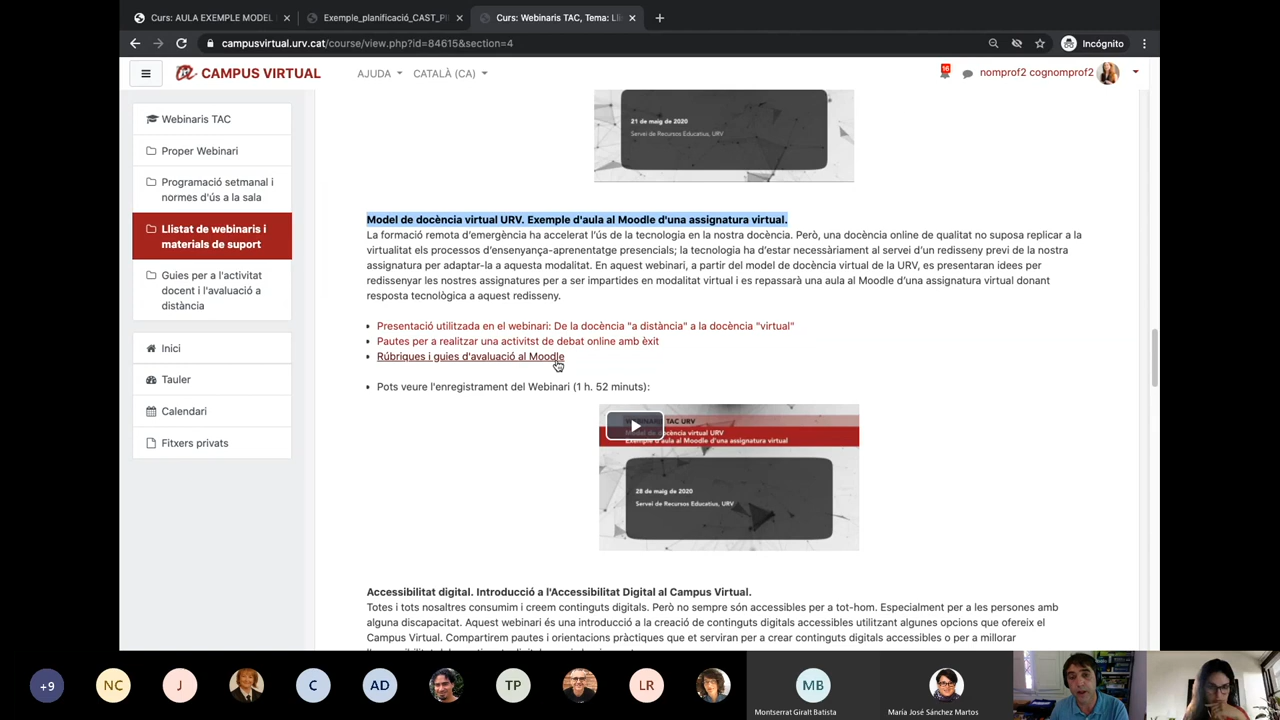 Curs: AULA EXEMPLE MODEL
Exemple_planificació_CAST_P
Curs: Webinaris TAC, Tema: Lli
campusvirtual.urv.cat/course/view.php?id=84615&section=4
Incógnito
CAMPUS VIRTUAL
AJUDA
CATALÀ (CA)
16
nomprof2 cognomprof2
Webinaris TAC
Proper Webinari
Programació setmanal i
normes d'ús a la sala
Llistat de webinaris i
materials de suport
Guies per a l'activitat
docent i l'avaluació a
distància
Inici
Tauler
Calendari
Fitxers privats
21 de maig de 2020
Servei de Recursos Educatius, URV
Model de docència virtual URV. Exemple d'aula al Moodle d'una assignatura virtual.
La formació remota d'emergència ha accelerat l'ús de la tecnologia en la nostra docència. Però, una docència online de qualitat no suposa replicar a la
virtualitat els processos d'ensenyança-aprenentatge presencials; la tecnologia ha d'estar necessàriament al servei d'un redisseny previ de la nostra
assignatura per adaptar-la a aquesta modalitat. En aquest webinari, a partir del model de docència virtual de la URV, es presentaran idees per
redissenyar les nostres assignatures per a ser impartides en modalitat virtual i es repassarà una aula al Moodle d'una assignatura virtual donant
resposta tecnològica a aquest redisseny.
Presentació utilitzada en el webinari: De la docència "a distància" a la docència "virtual"
Pautes per a realitzar una activitst de debat online amb èxit
Rúbriques i guies d'avaluació al Moodle
Pots veure l'enregistrament del Webinari (1 h. 52 minuts):
TAC URV
docència virtual URV
Exemple d'aula al Moodle d'una assignatura virtual
28 de maig de 2020
Servei de Recursos Educatius, URV
Accessibilitat digital. Introducció a l'Accessibilitat Digital al Campus Virtual.
Totes i tots nosaltres consumim i creem continguts digitals. Però no sempre són accessibles per a tot-hom. Especialment per a les persones amb
alguna discapacitat. Aquest webinari és una introducció a la creació de continguts digitals accessibles utilitzant algunes opcions que ofereix el
Campus Virtual. Compartirem pautes i orientacions pràctiques que et serviran per a crear continguts digitals accessibles o per a millorar
+9
NC
J
C
AD
TP
LR
MB
Montserrat Giralt Batista
María José Sánchez Martos